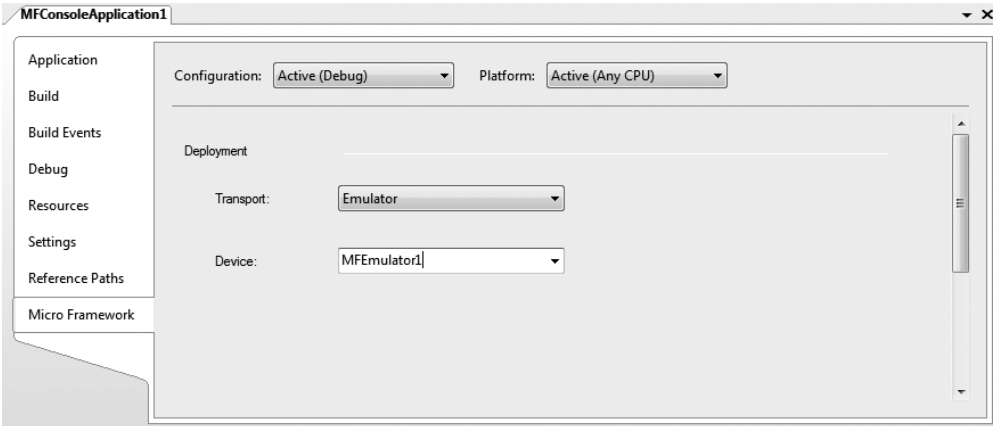 MFConsoleApplication1
Application
Build
Build Events
Debug
Resources
Settings
Reference Paths
Micro Framework
Configuration: Active (Debug) Platform: Active (Any CPU)
Deployment
Transport: Emulator
Device: MFEmulator1